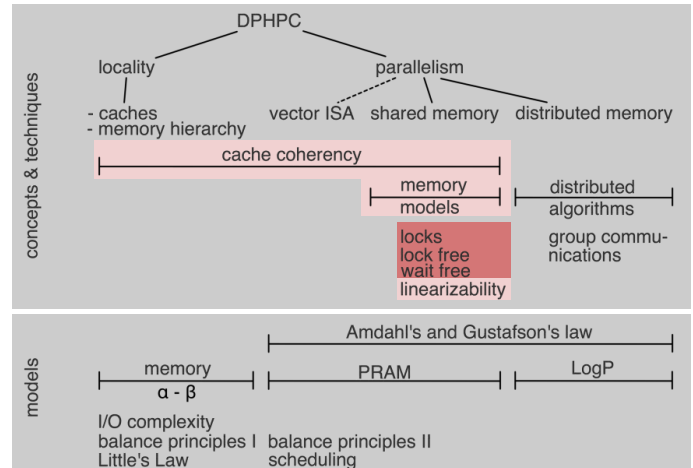 DPHPC
locality
parallelism
- caches
- memory hierarchy
vector ISA
shared memory
distributed memory
cache coherency
memory
models
distributed
algorithms
locks
lock free
wait free
linearizability
group commu-
nications
concepts & techniques
Amdahl's and Gustafson's law
memory
α - β
PRAM
LogP
I/O complexity
balance principles I
Little's Law
balance principles II
scheduling
models